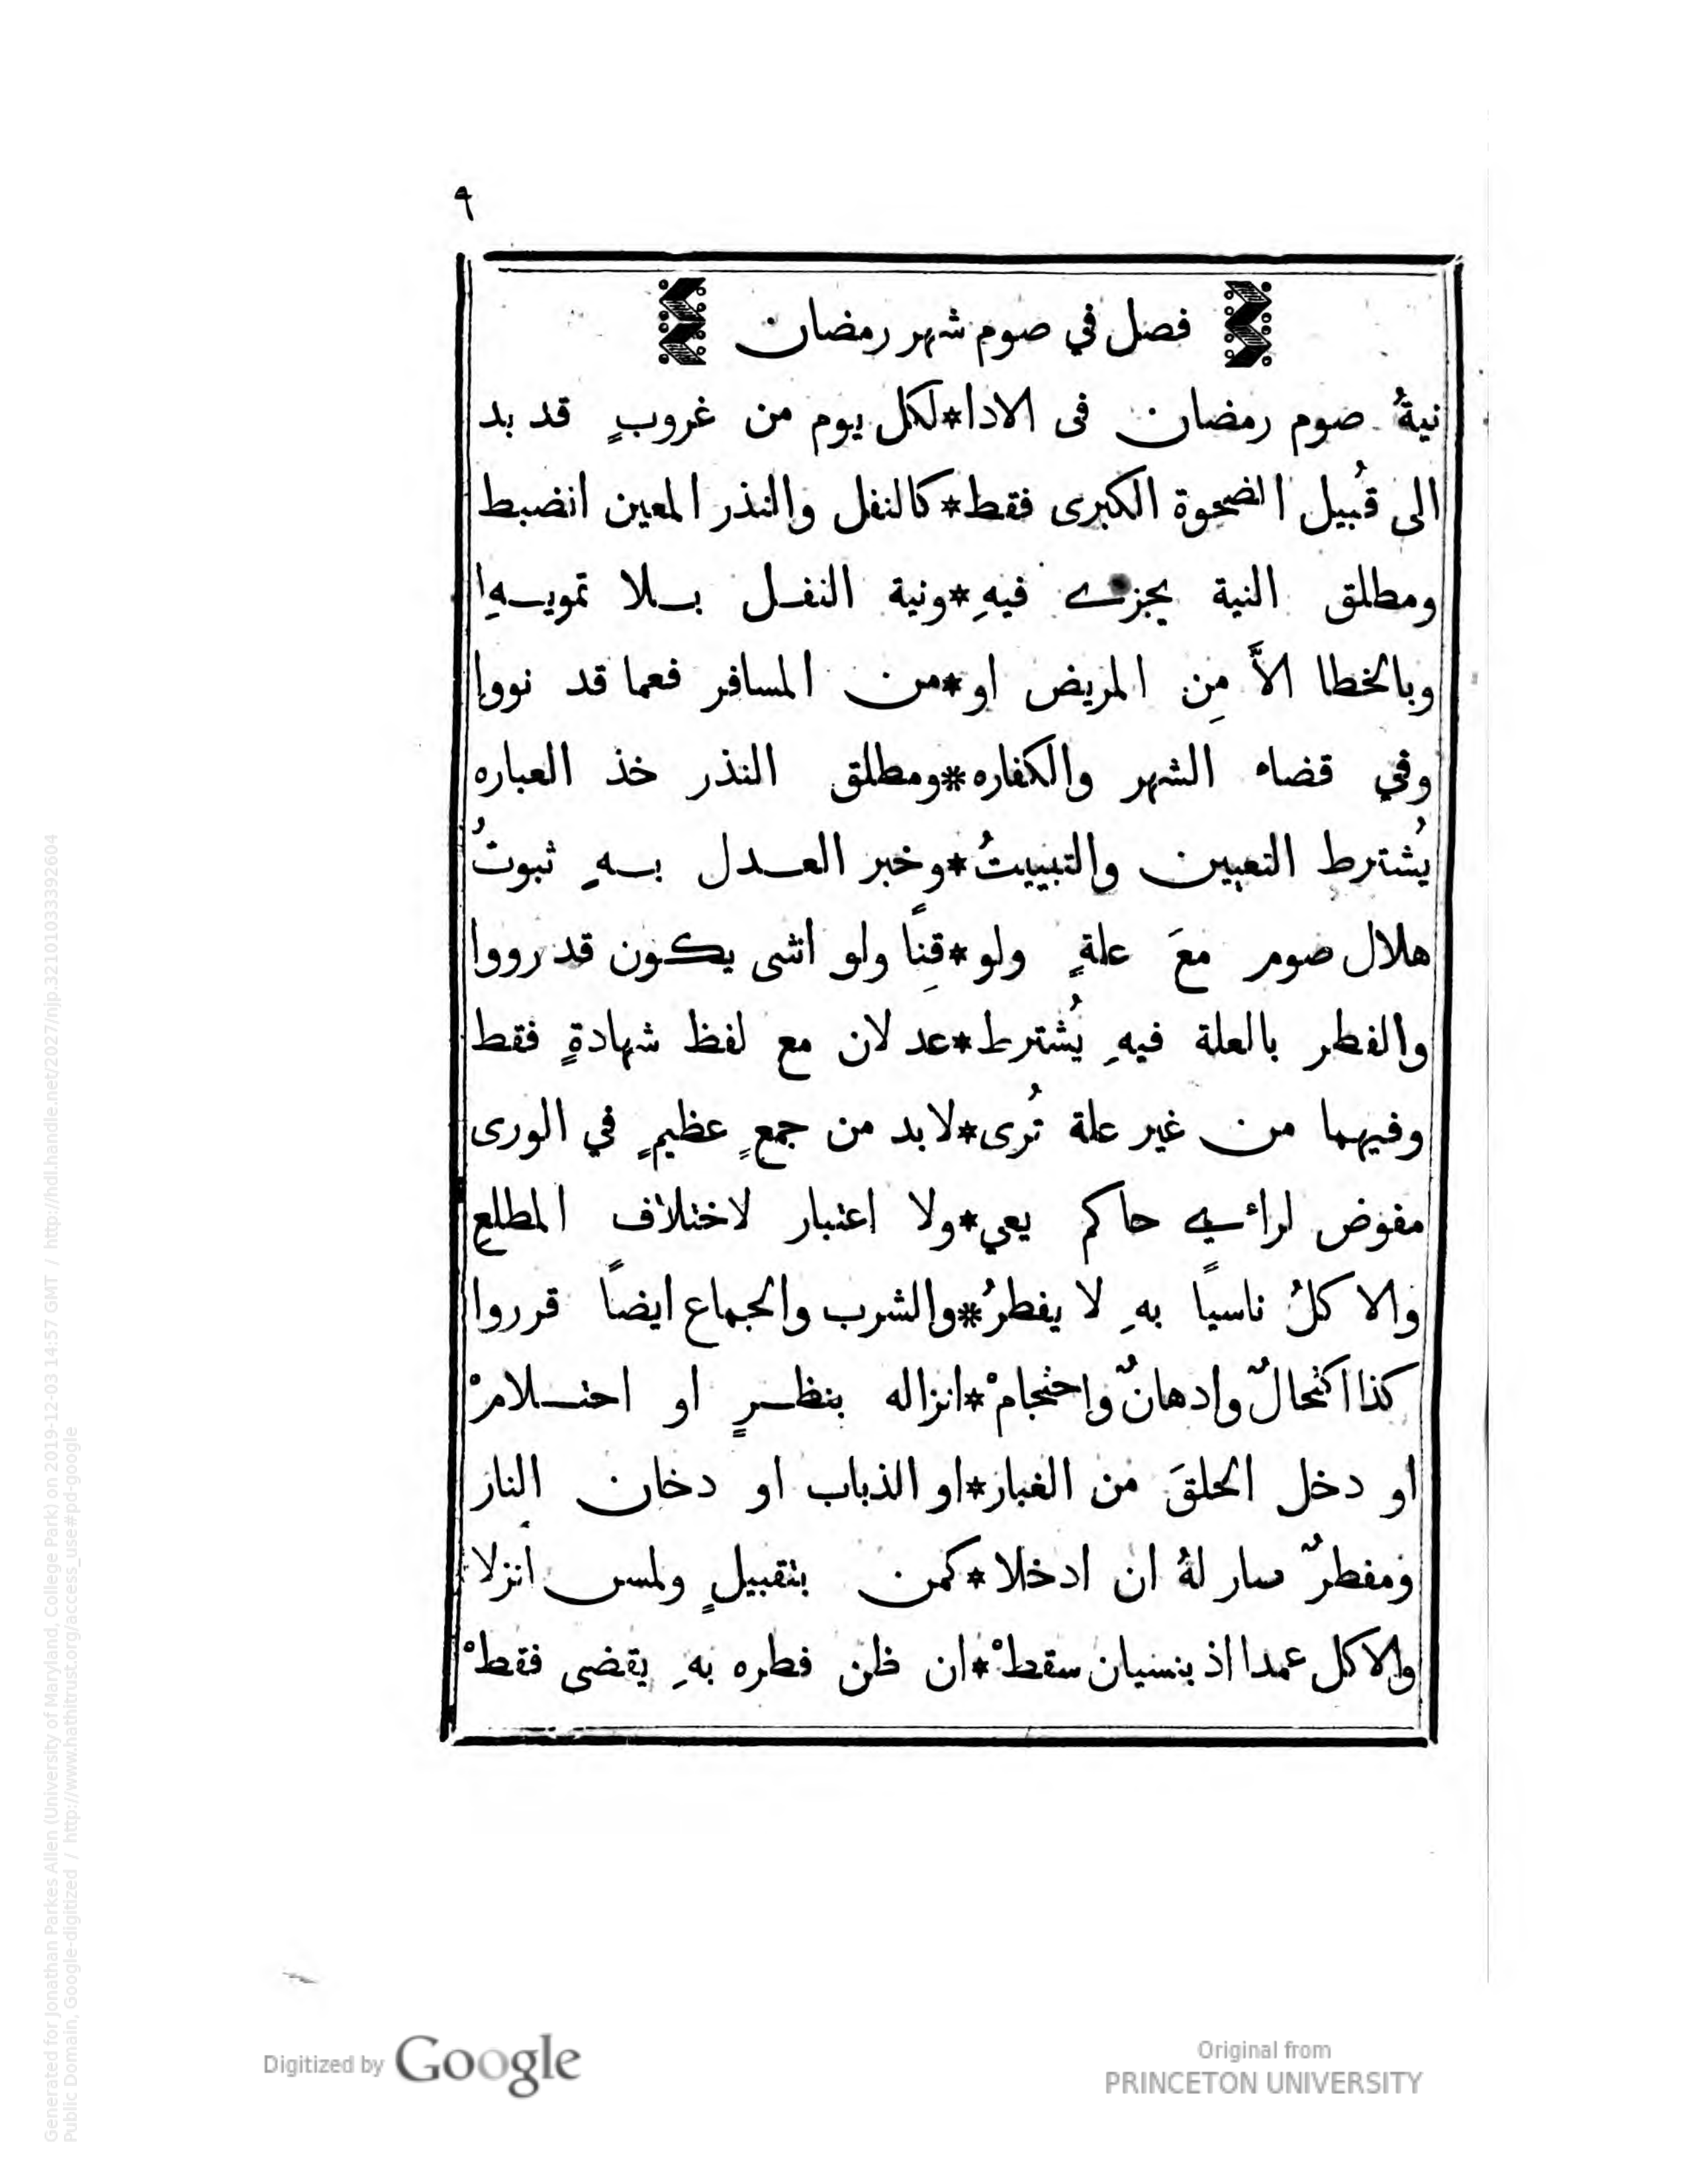 ٩
فصل في صوم شهر رمضان
نيةُ صوم رمضان فى الادا*لكل يوم من غروبٍ قد بد
الى قُبيل الضحوة الكبرى فقط*كالنفل والنذر المعين انضبط
ومطلق النية يجزے فيهِ*ونية النفل بلا تمويهِ
وبالخطا الاَّ مِن المريض او*من المسافر فعما قد نووا
وفي قضاء الشهر والكفاره*ومطلق النذر خذ العباره
يُشترط التعيين والتبييتُ*وخبر العدل بهِ ثبوتُ
هلال صوم معَ علةٍ ولو*قِنًا ولو انثى يكون قد رووا
والفطر بالعلة فيهِ يُشترط*عدلان مع لفظ شهادةٍ فقط
وفيهما من غير علة تُرى*لابد من جمعٍ عظيمٍ في الورى
مفوض لراءي حاكم يعي*ولا اعتبار لاختلاف المطلعِ
والاكلُ ناسيًا بهِ لا يفطرُ*والشرب والجماع ايضًا قرروا
كذا اكتحالٌ وادهانٌ واحتجامْ*انزاله بنظرٍ او احتلامْ
او دخل الحلقَ من الغبار*او الذباب او دخان النار
ومفطرٌ صار لهُ ان ادخلا*كمن بتقبيلٍ ولمس أنزلا
والاكل عمدا اذ بنسيان سقطْ*ان ظن فطره بهِ يقضى فقطْ
Generated for Jonathan Parkes Allen (University of Maryland, College Park) on 2019-12-03 14:57 GMT / http://hdl.handle.net/2027/njp.32101033392604
Public Domain, Google-digitized / http://www.hathitrust.org/access_use#pd-google
Digitized by Google
Original from
PRINCETON UNIVERSITY